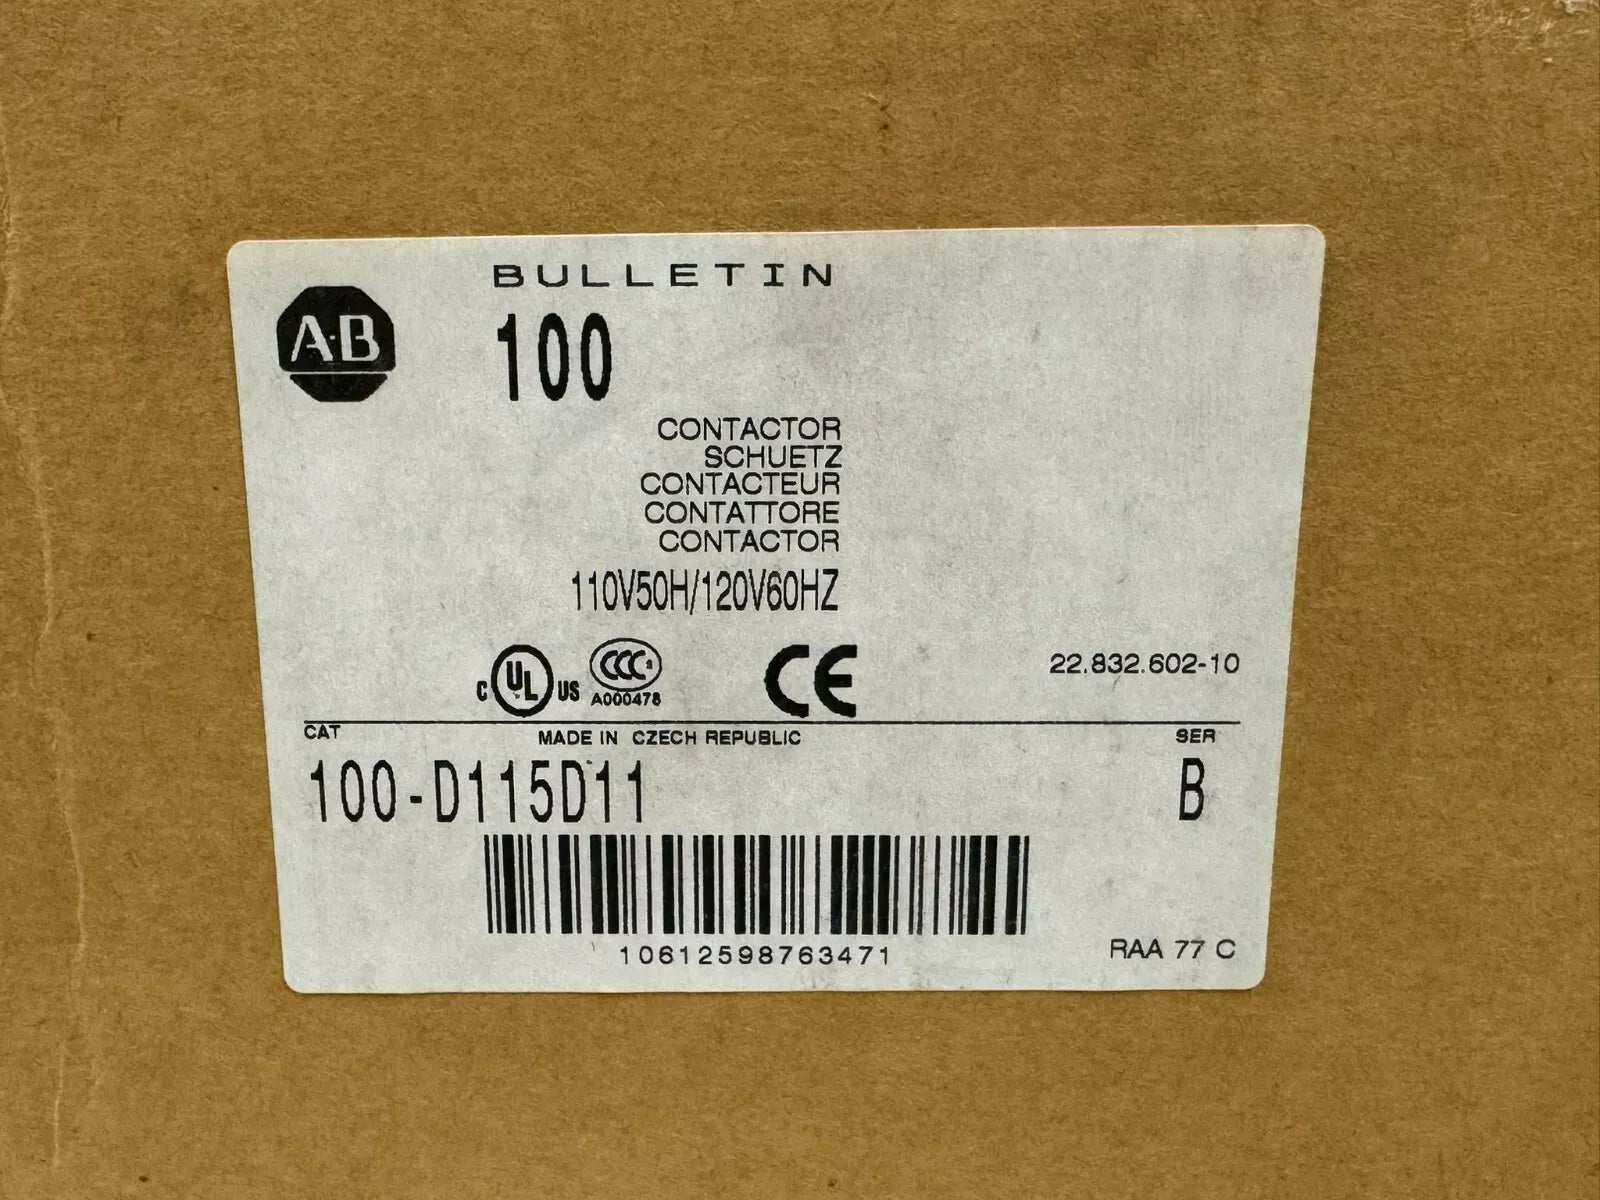 BULLETIN
A-B
100
CONTACTOR
SCHUETZ
CONTACTEUR
CONTATTORE
CONTACTOR
110V50H/120V60HZ
C UL US
CCC
A000478
CE
22.832.602-10
CAT
MADE IN CZECH REPUBLIC
SER
100-D115D11
B
10612598763471
RAA 77 C